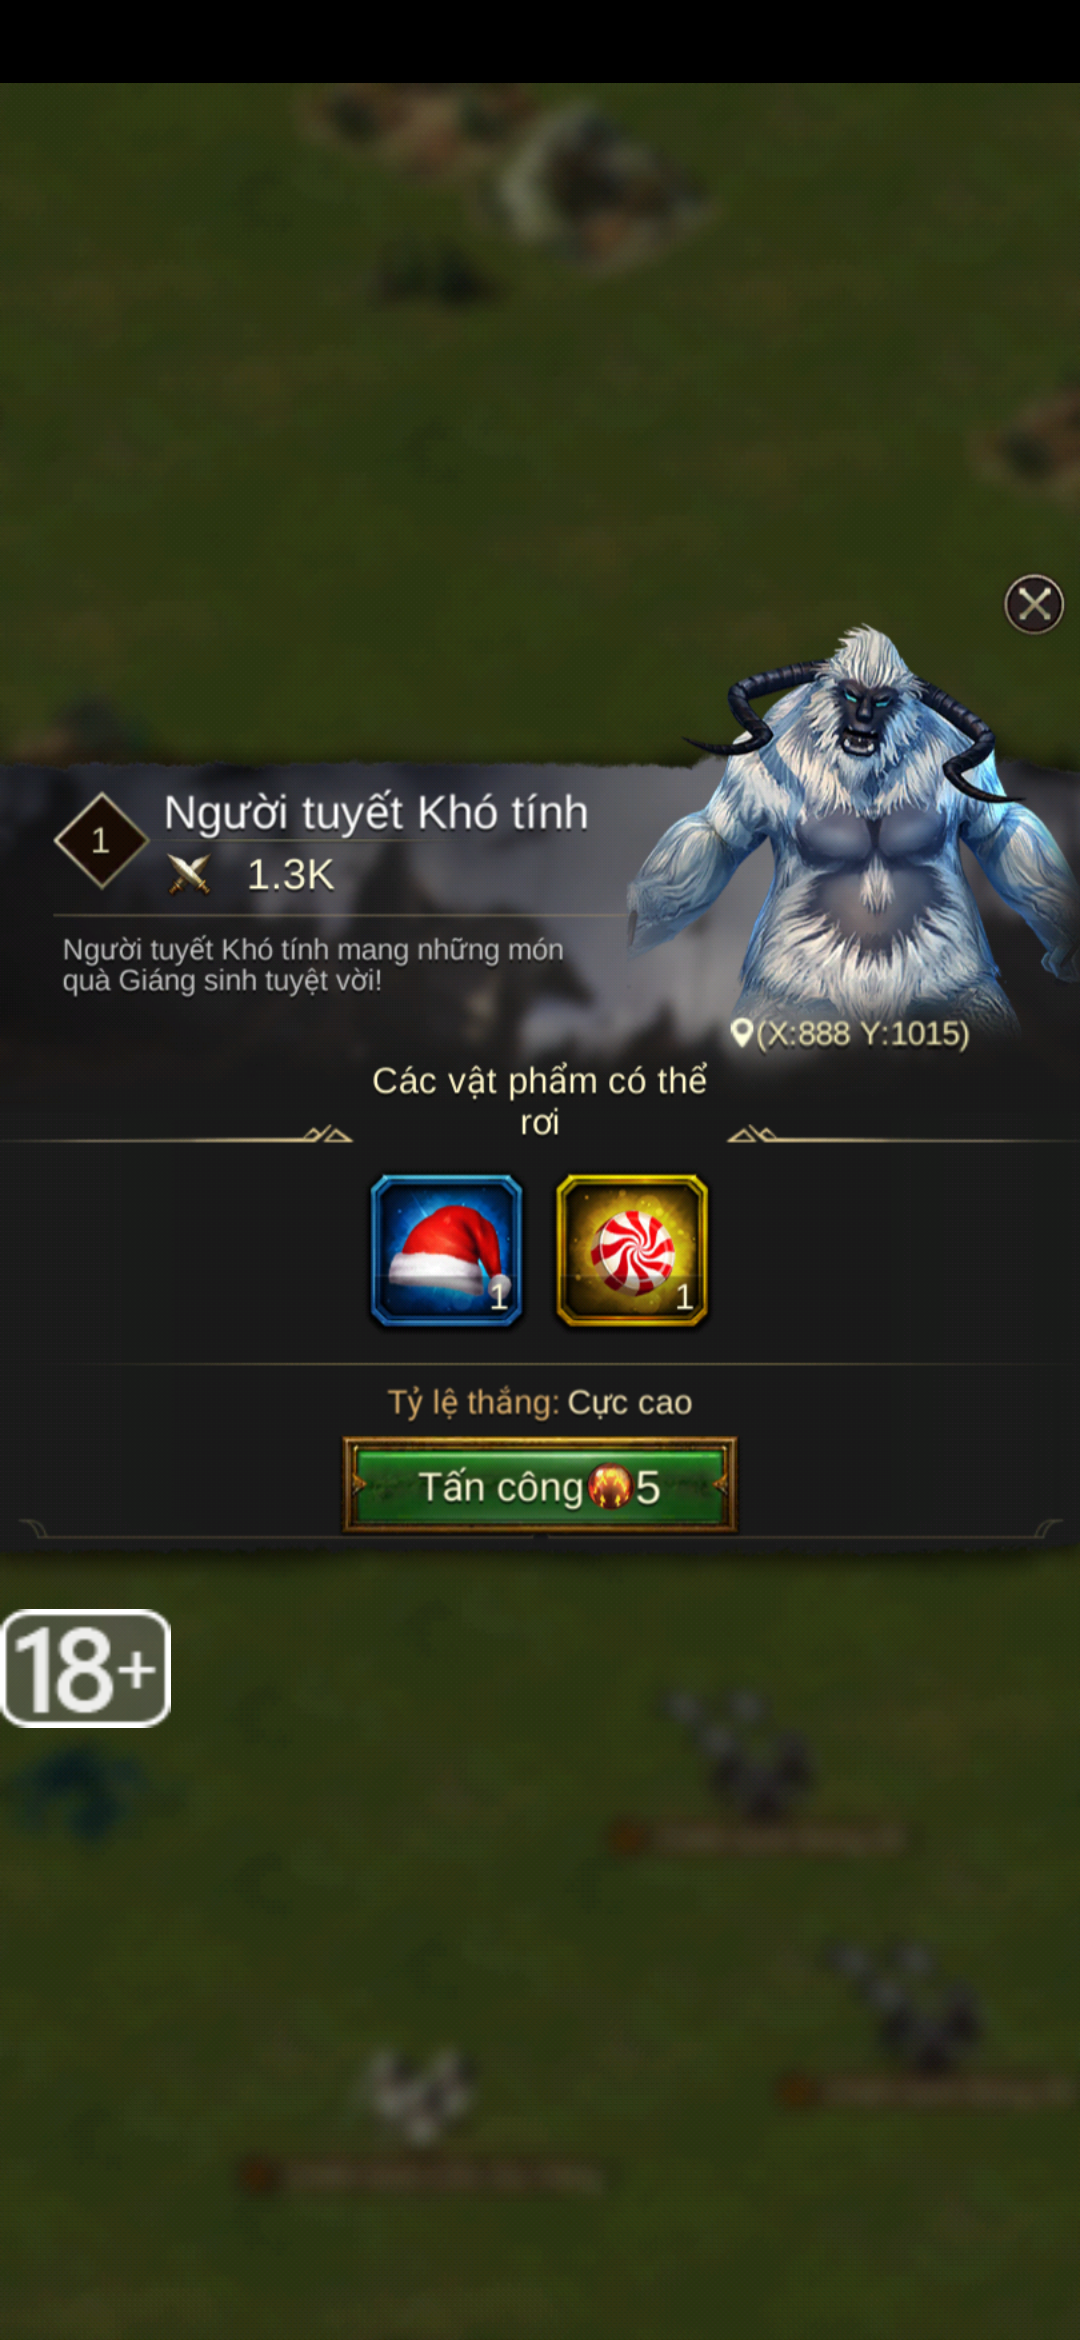 1
Người tuyết Khó tính
1.3K
Người tuyết Khó tính mang những món
quà Giáng sinh tuyệt vời!
(X:888 Y:1015)
Các vật phẩm có thể
rơi
1
1
Tỷ lệ thắng: Cực cao
Tấn công 5
18+